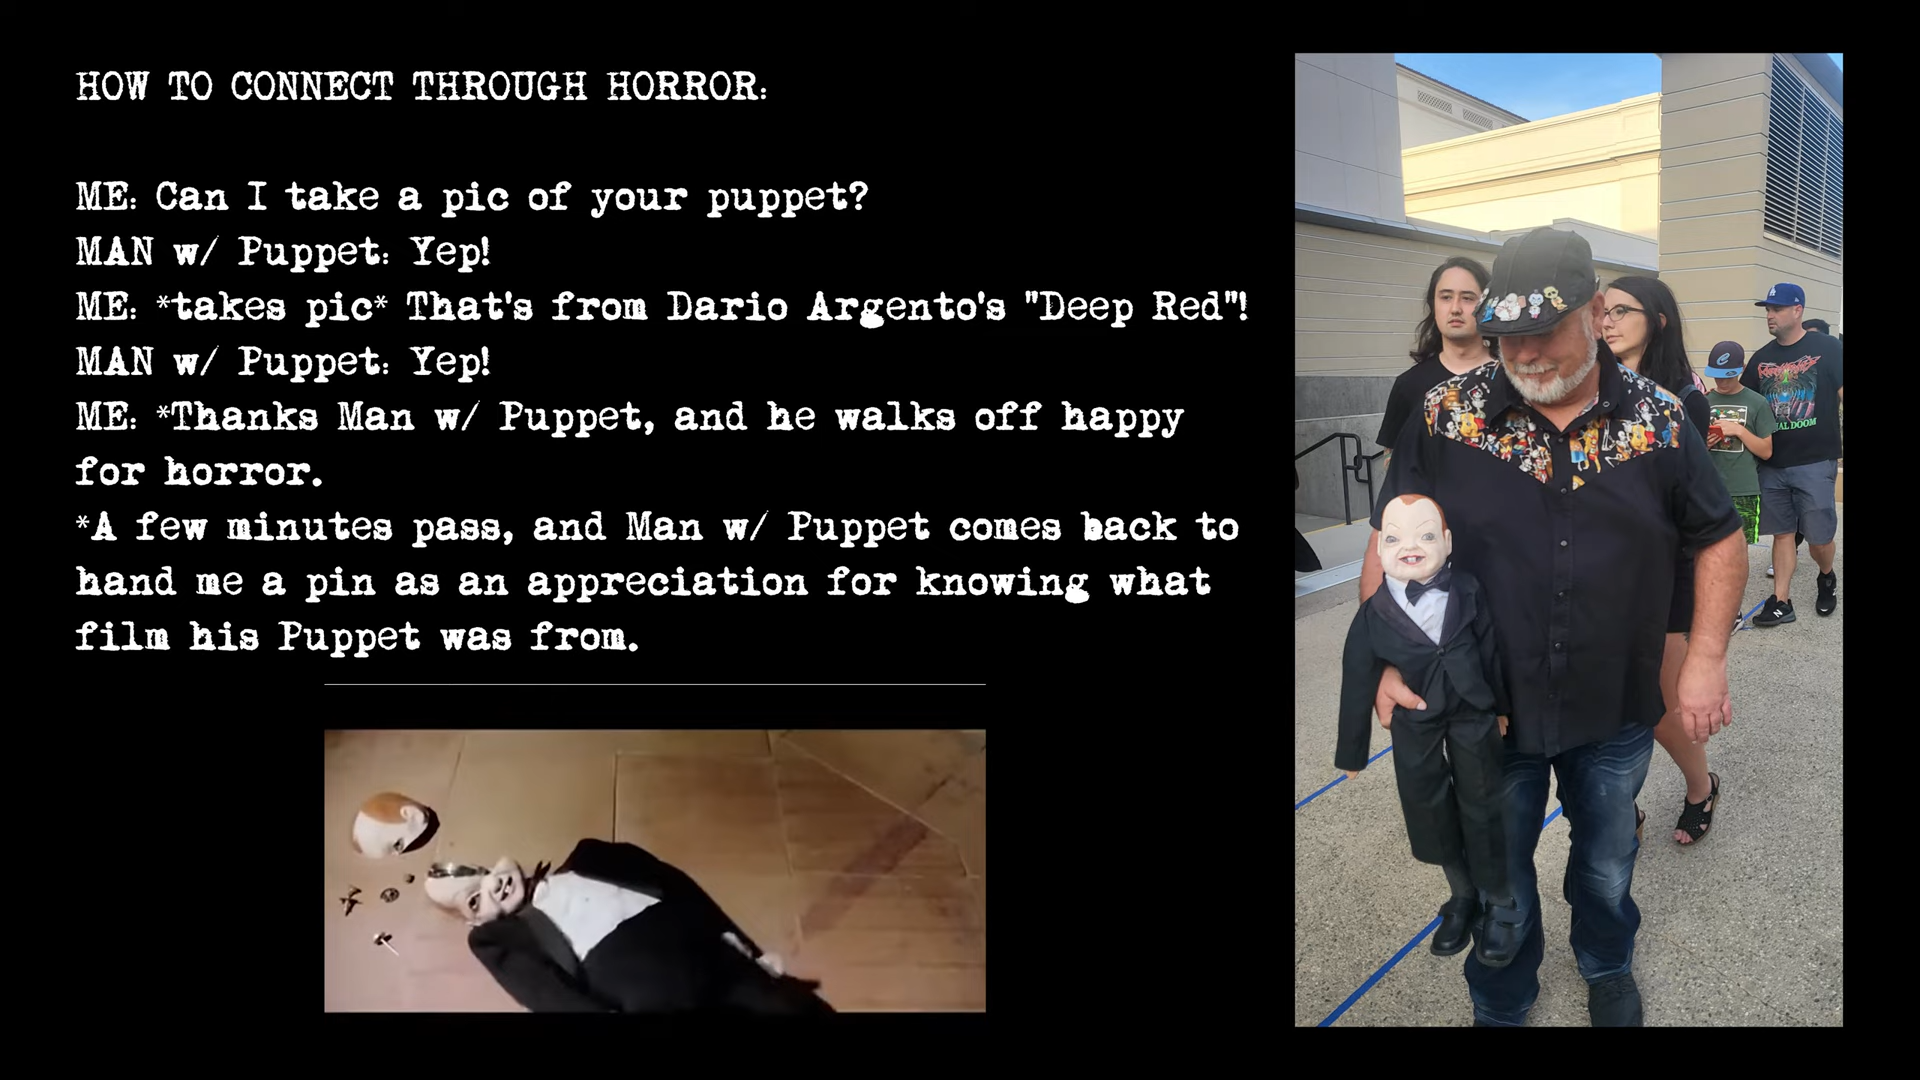 HOW TO CONNECT THROUGH HORROR:
ME: Can I take a pic of your puppet?
MAN w/ Puppet: Yep!
ME: *takes pic* That's from Dario Argento's "Deep Red"!
MAN w/ Puppet: Yep!
ME: *Thanks Man w/ Puppet, and he walks off happy
for horror.
*A few minutes pass, and Man w/ Puppet comes back to
hand me a pin as an appreciation for knowing what
film his Puppet was from.
DOOM